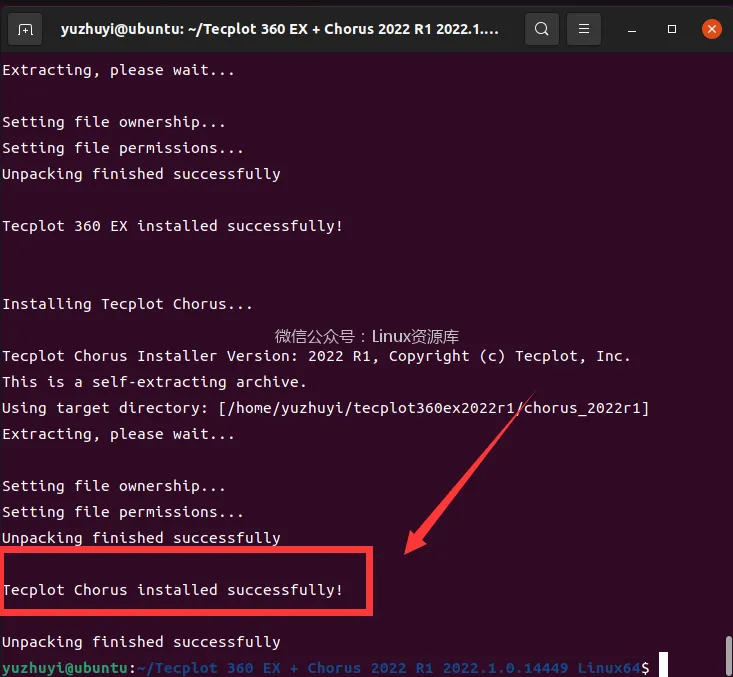 yuzhuyi@ubuntu: ~/Tecplot 360 EX + Chorus 2022 R1 2022.1....
Extracting, please wait...
Setting file ownership...
Setting file permissions...
Unpacking finished successfully
Tecplot 360 EX installed successfully!
Installing Tecplot Chorus...
微信公众号：Linux资源库
Tecplot Chorus Installer Version: 2022 R1, Copyright (c) Tecplot, Inc.
This is a self-extracting archive.
Using target directory: [/home/yuzhuyi/tecplot360ex2022r1/chorus_2022r1]
Extracting, please wait...
Setting file ownership...
Setting file permissions...
Unpacking finished successfully
Tecplot Chorus installed successfully!
Unpacking finished successfully
yuzhuyi@ubuntu:~/Tecplot 360 EX + Chorus 2022 R1 2022.1.0.14449 Linux64$